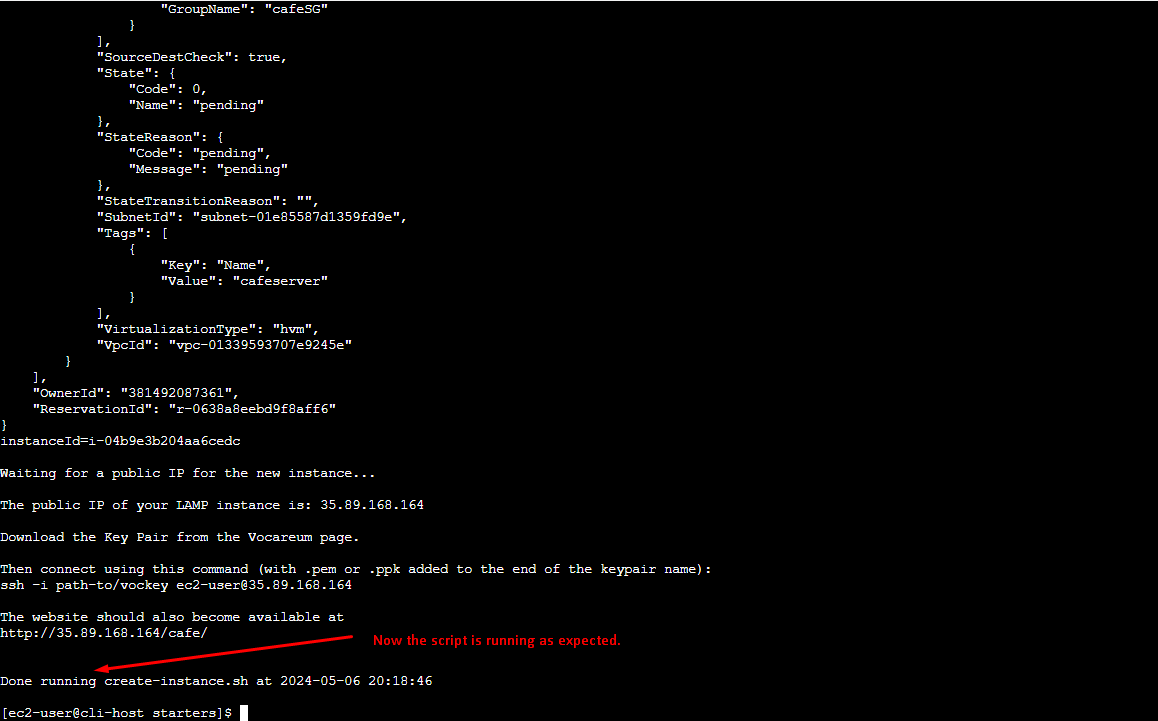 "GroupName": "cafeSG"
}
],
"SourceDestCheck": true,
"State": {
"Code": 0,
"Name": "pending"
},
"StateReason": {
"Code": "pending",
"Message": "pending"
},
"StateTransitionReason": "",
"SubnetId": "subnet-01e85587d1359fd9e",
"Tags": [
{
"Key": "Name",
"Value": "cafeserver"
}
],
"VirtualizationType": "hvm",
"VpcId": "vpc-01339593707e9245e"
}
],
"OwnerId": "381492087361",
"ReservationId": "r-0638a8eebd9f8aff6"
}
instanceId=i-04b9e3b204aa6cedc
Waiting for a public IP for the new instance...
The public IP of your LAMP instance is: 35.89.168.164
Download the Key Pair from the Vocareum page.
Then connect using this command (with .pem or .ppk added to the end of the keypair name):
ssh -i path-to/vockey ec2-user@35.89.168.164
The website should also become available at
http://35.89.168.164/cafe/
Now the script is running as expected.
Done running create-instance.sh at 2024-05-06 20:18:46
[ec2-user@cli-host starters]$